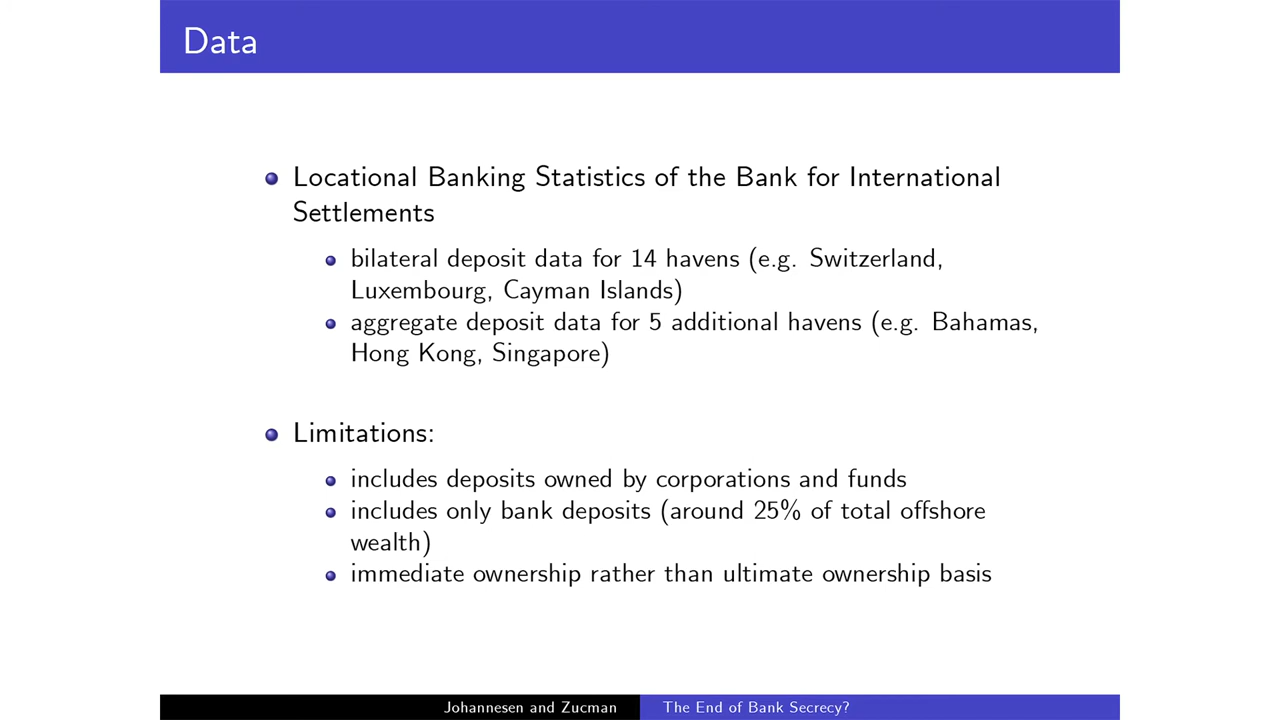 Data
Locational Banking Statistics of the Bank for International
Settlements
bilateral deposit data for 14 havens (e.g. Switzerland,
Luxembourg, Cayman Islands)
aggregate deposit data for 5 additional havens (e.g. Bahamas,
Hong Kong, Singapore)
Limitations:
includes deposits owned by corporations and funds
includes only bank deposits (around 25% of total offshore
wealth)
immediate ownership rather than ultimate ownership basis
Johannesen and Zucman
The End of Bank Secrecy?